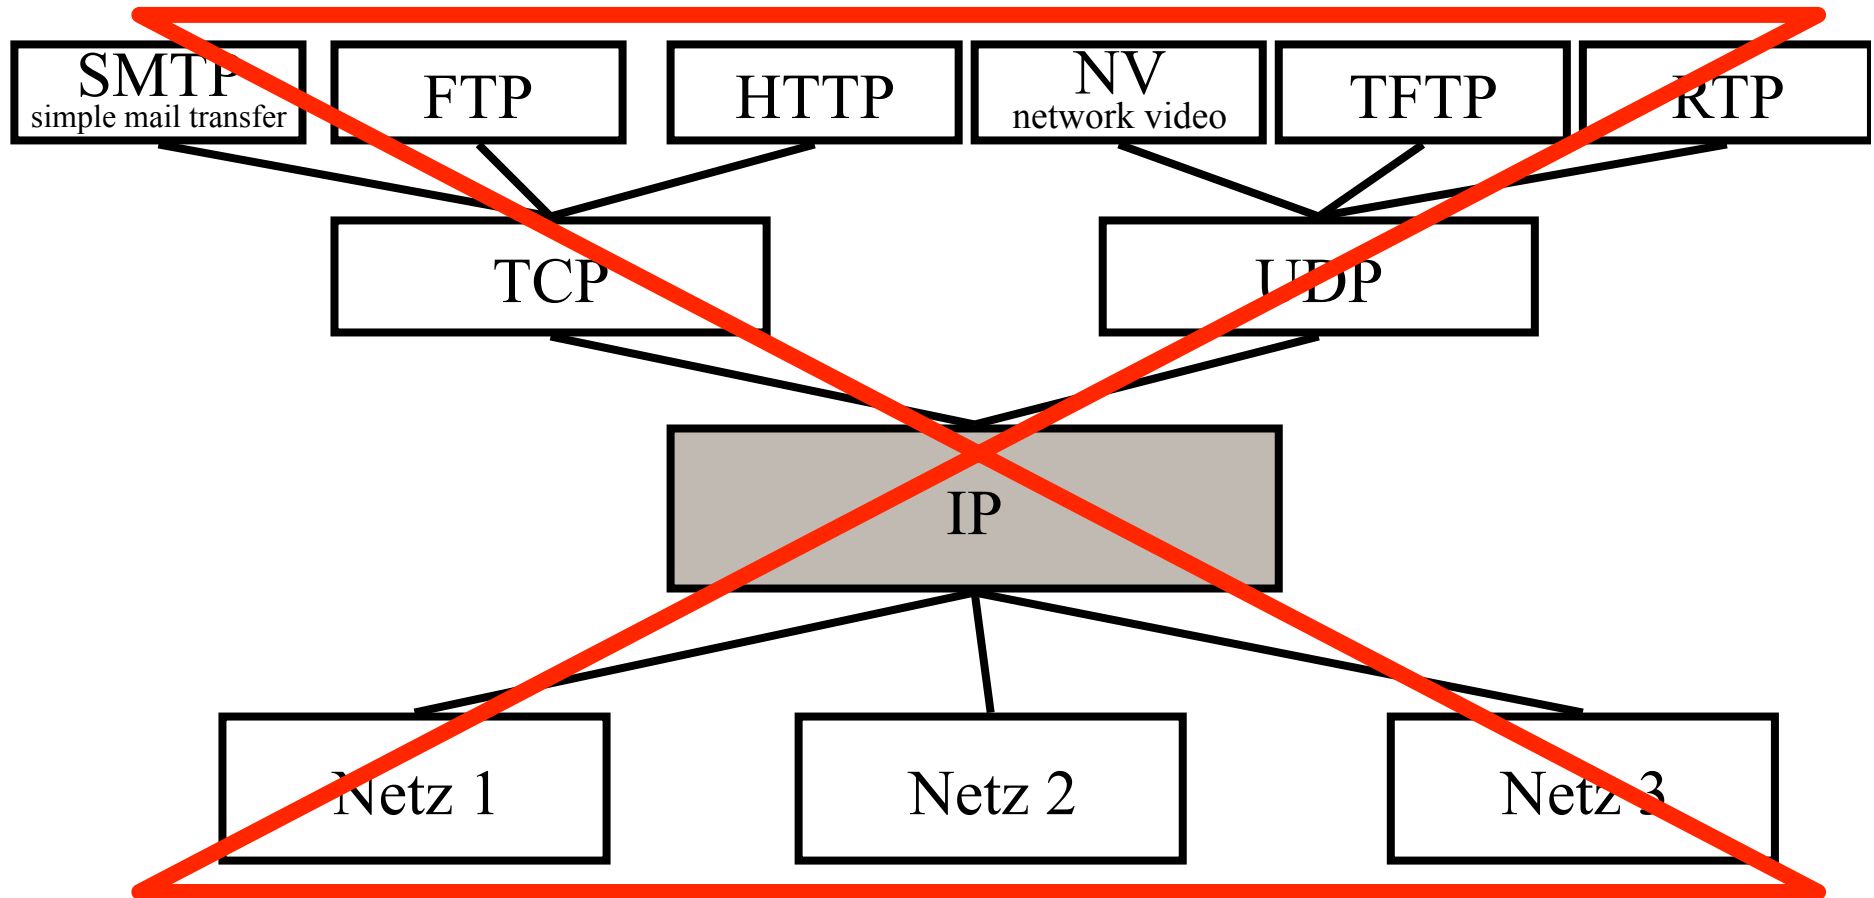 SMTP
simple mail transfer
FTP
HTTP
NV
network video
TFTP
RTP
TCP
UDP
IP
Netz 1
Netz 2
Netz 3